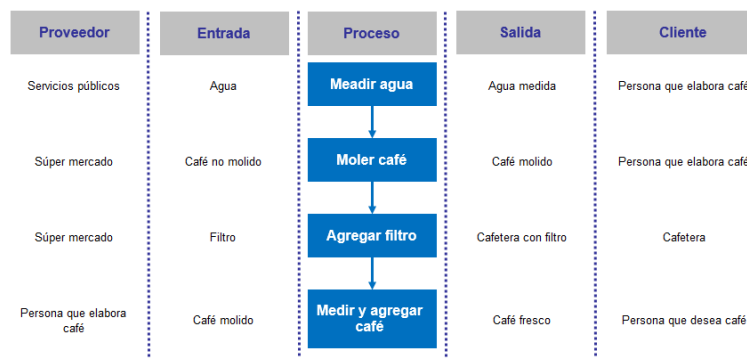 Proveedor Entrada Proceso Salida Cliente
Servicios públicos Agua Meadir agua Agua medida Persona que elabora café
Súper mercado Café no molido Moler café Café molido Persona que elabora café
Súper mercado Filtro Agregar filtro Cafetera con filtro Cafetera
Persona que elabora
café
Café molido
Medir y agregar
café
Café fresco
Persona que desea café